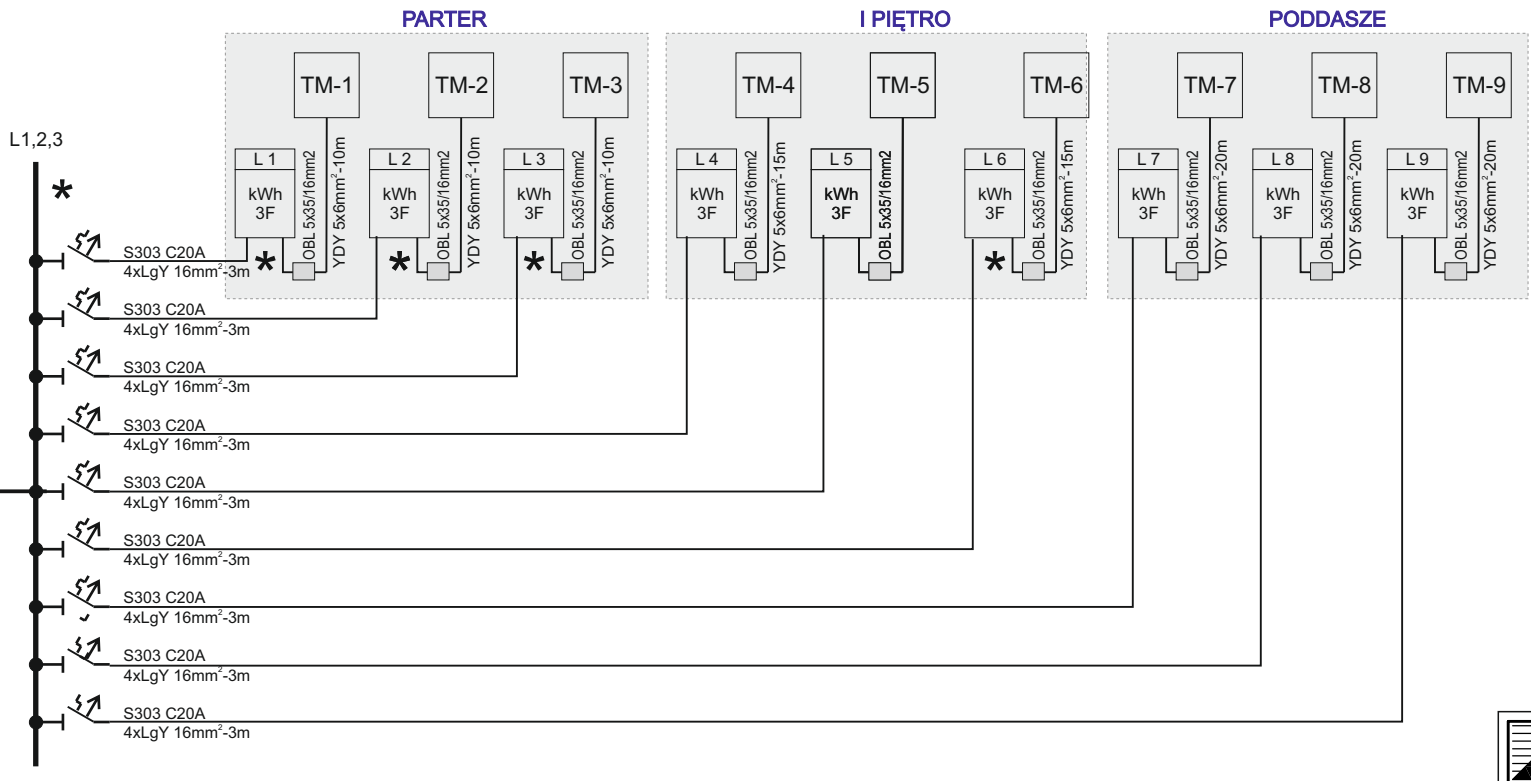 PARTER
I PIĘTRO
PODDASZE
TM-1
TM-2
TM-3
TM-4
TM-5
TM-6
TM-7
TM-8
TM-9
L1,2,3
*
L 1
kWh
3F
*
OBL 5x35/16mm2
YDY 5x6mm²-10m
L 2
kWh
3F
*
OBL 5x35/16mm2
YDY 5x6mm²-10m
L 3
kWh
3F
*
OBL 5x35/16mm2
YDY 5x6mm²-10m
L 4
kWh
3F
OBL 5x35/16mm2
YDY 5x6mm²-15m
L 5
kWh
3F
OBL 5x35/16mm2
L 6
kWh
3F
*
OBL 5x35/16mm2
YDY 5x6mm²-15m
L 7
kWh
3F
OBL 5x35/16mm2
YDY 5x6mm²-20m
L 8
kWh
3F
OBL 5x35/16mm2
YDY 5x6mm²-20m
L 9
kWh
3F
OBL 5x35/16mm2
YDY 5x6mm²-20m
S303 C20A
4xLgY 16mm²-3m
S303 C20A
4xLgY 16mm²-3m
S303 C20A
4xLgY 16mm²-3m
S303 C20A
4xLgY 16mm²-3m
S303 C20A
4xLgY 16mm²-3m
S303 C20A
4xLgY 16mm²-3m
S303 C20A
4xLgY 16mm²-3m
S303 C20A
4xLgY 16mm²-3m
S303 C20A
4xLgY 16mm²-3m